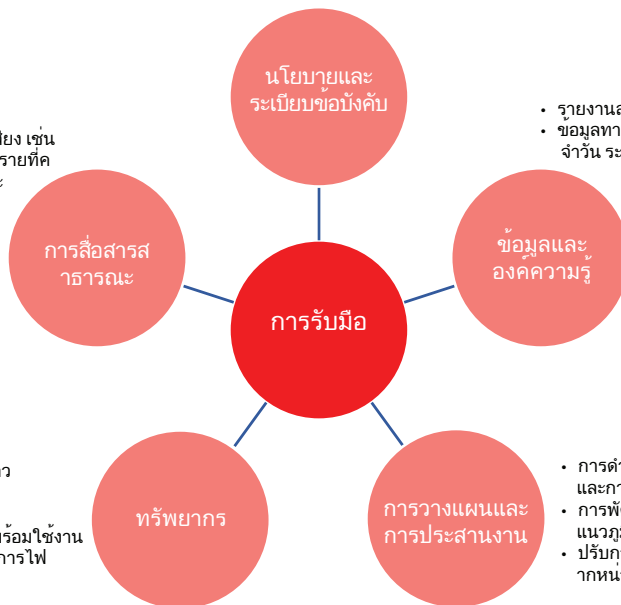 นโยบายและ
ระเบียบข้อบังคับ
• รายงานส
• ข้อมูลทา
จำวัน ระ
สียง เช่น
รายที่ค
ะ
การสื่อสารส
าธารณะ
ข้อมูลและ
องค์ความรู้
การรับมือ
าว
ร้อมใช้งาน
การไฟ
ทรัพยากร
การวางแผนและ
การประสานงาน
• การดำ
และกา
• การพั
แนวภูม
• ปรับก
ากหน่